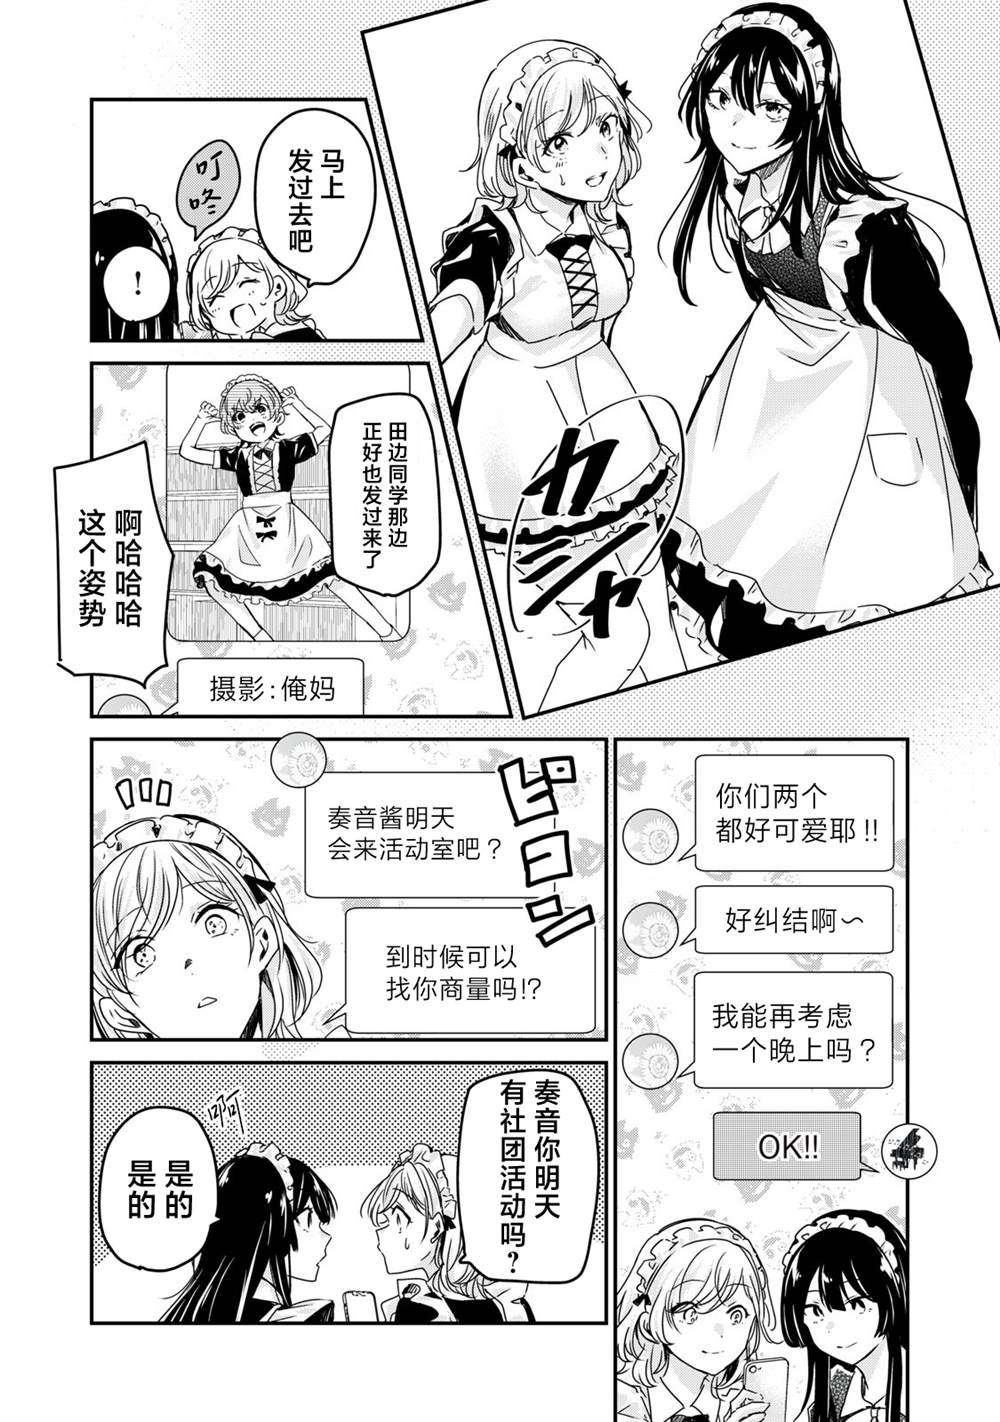 カ
シャ
马上
发过去吧
叮
咚
！
田边同学那边
正好也发过来了
啊哈哈哈
这个姿势
摄影:俺妈
你们两个
都好可爱耶!!
好纠结啊～
我能再考虑
一个晚上吗?
OK!!
ピコン
奏音酱明天
会来活动室吧?
到时候可以
找你商量吗!?
奏音你明天
有社团活动吗?
叩叩
是的
是的